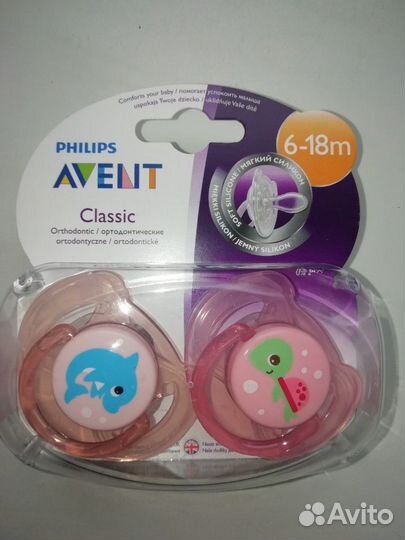 Comforts your baby / помогает успокоить малыша
uspokaja Twoje dziecko / ukľudňuje Vaše dítě
6-18m
PHILIPS
AVENT
Classic
Orthodontic / ортодонтические
ortodontyczne / ortodontické
SOFT SILICONE / МЯГКИЙ СИЛИКОН
MIĘKKI SILIKON / JEMNÝ SILIKON
Avito